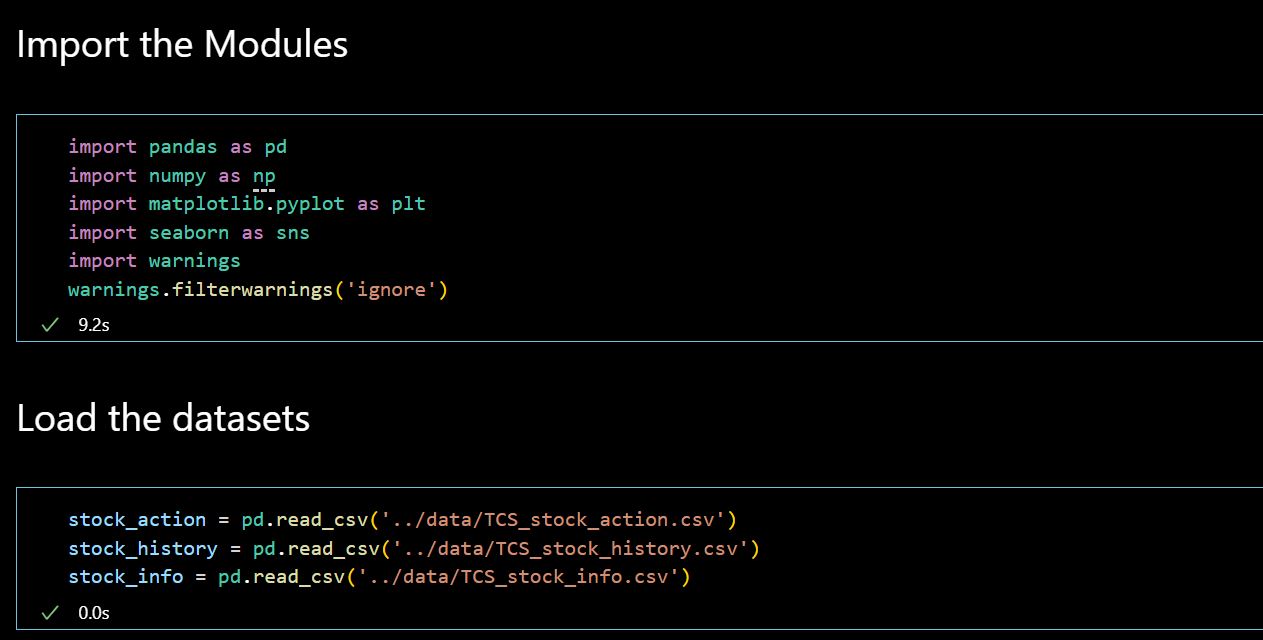 Import the Modules
import pandas as pd
import numpy as np
import matplotlib.pyplot as plt
import seaborn as sns
import warnings
warnings.filterwarnings('ignore')
9.2s
Load the datasets
stock_action = pd.read_csv('../data/TCS_stock_action.csv')
stock_history = pd.read_csv('../data/TCS_stock_history.csv')
stock_info = pd.read_csv('../data/TCS_stock_info.csv')
0.0s